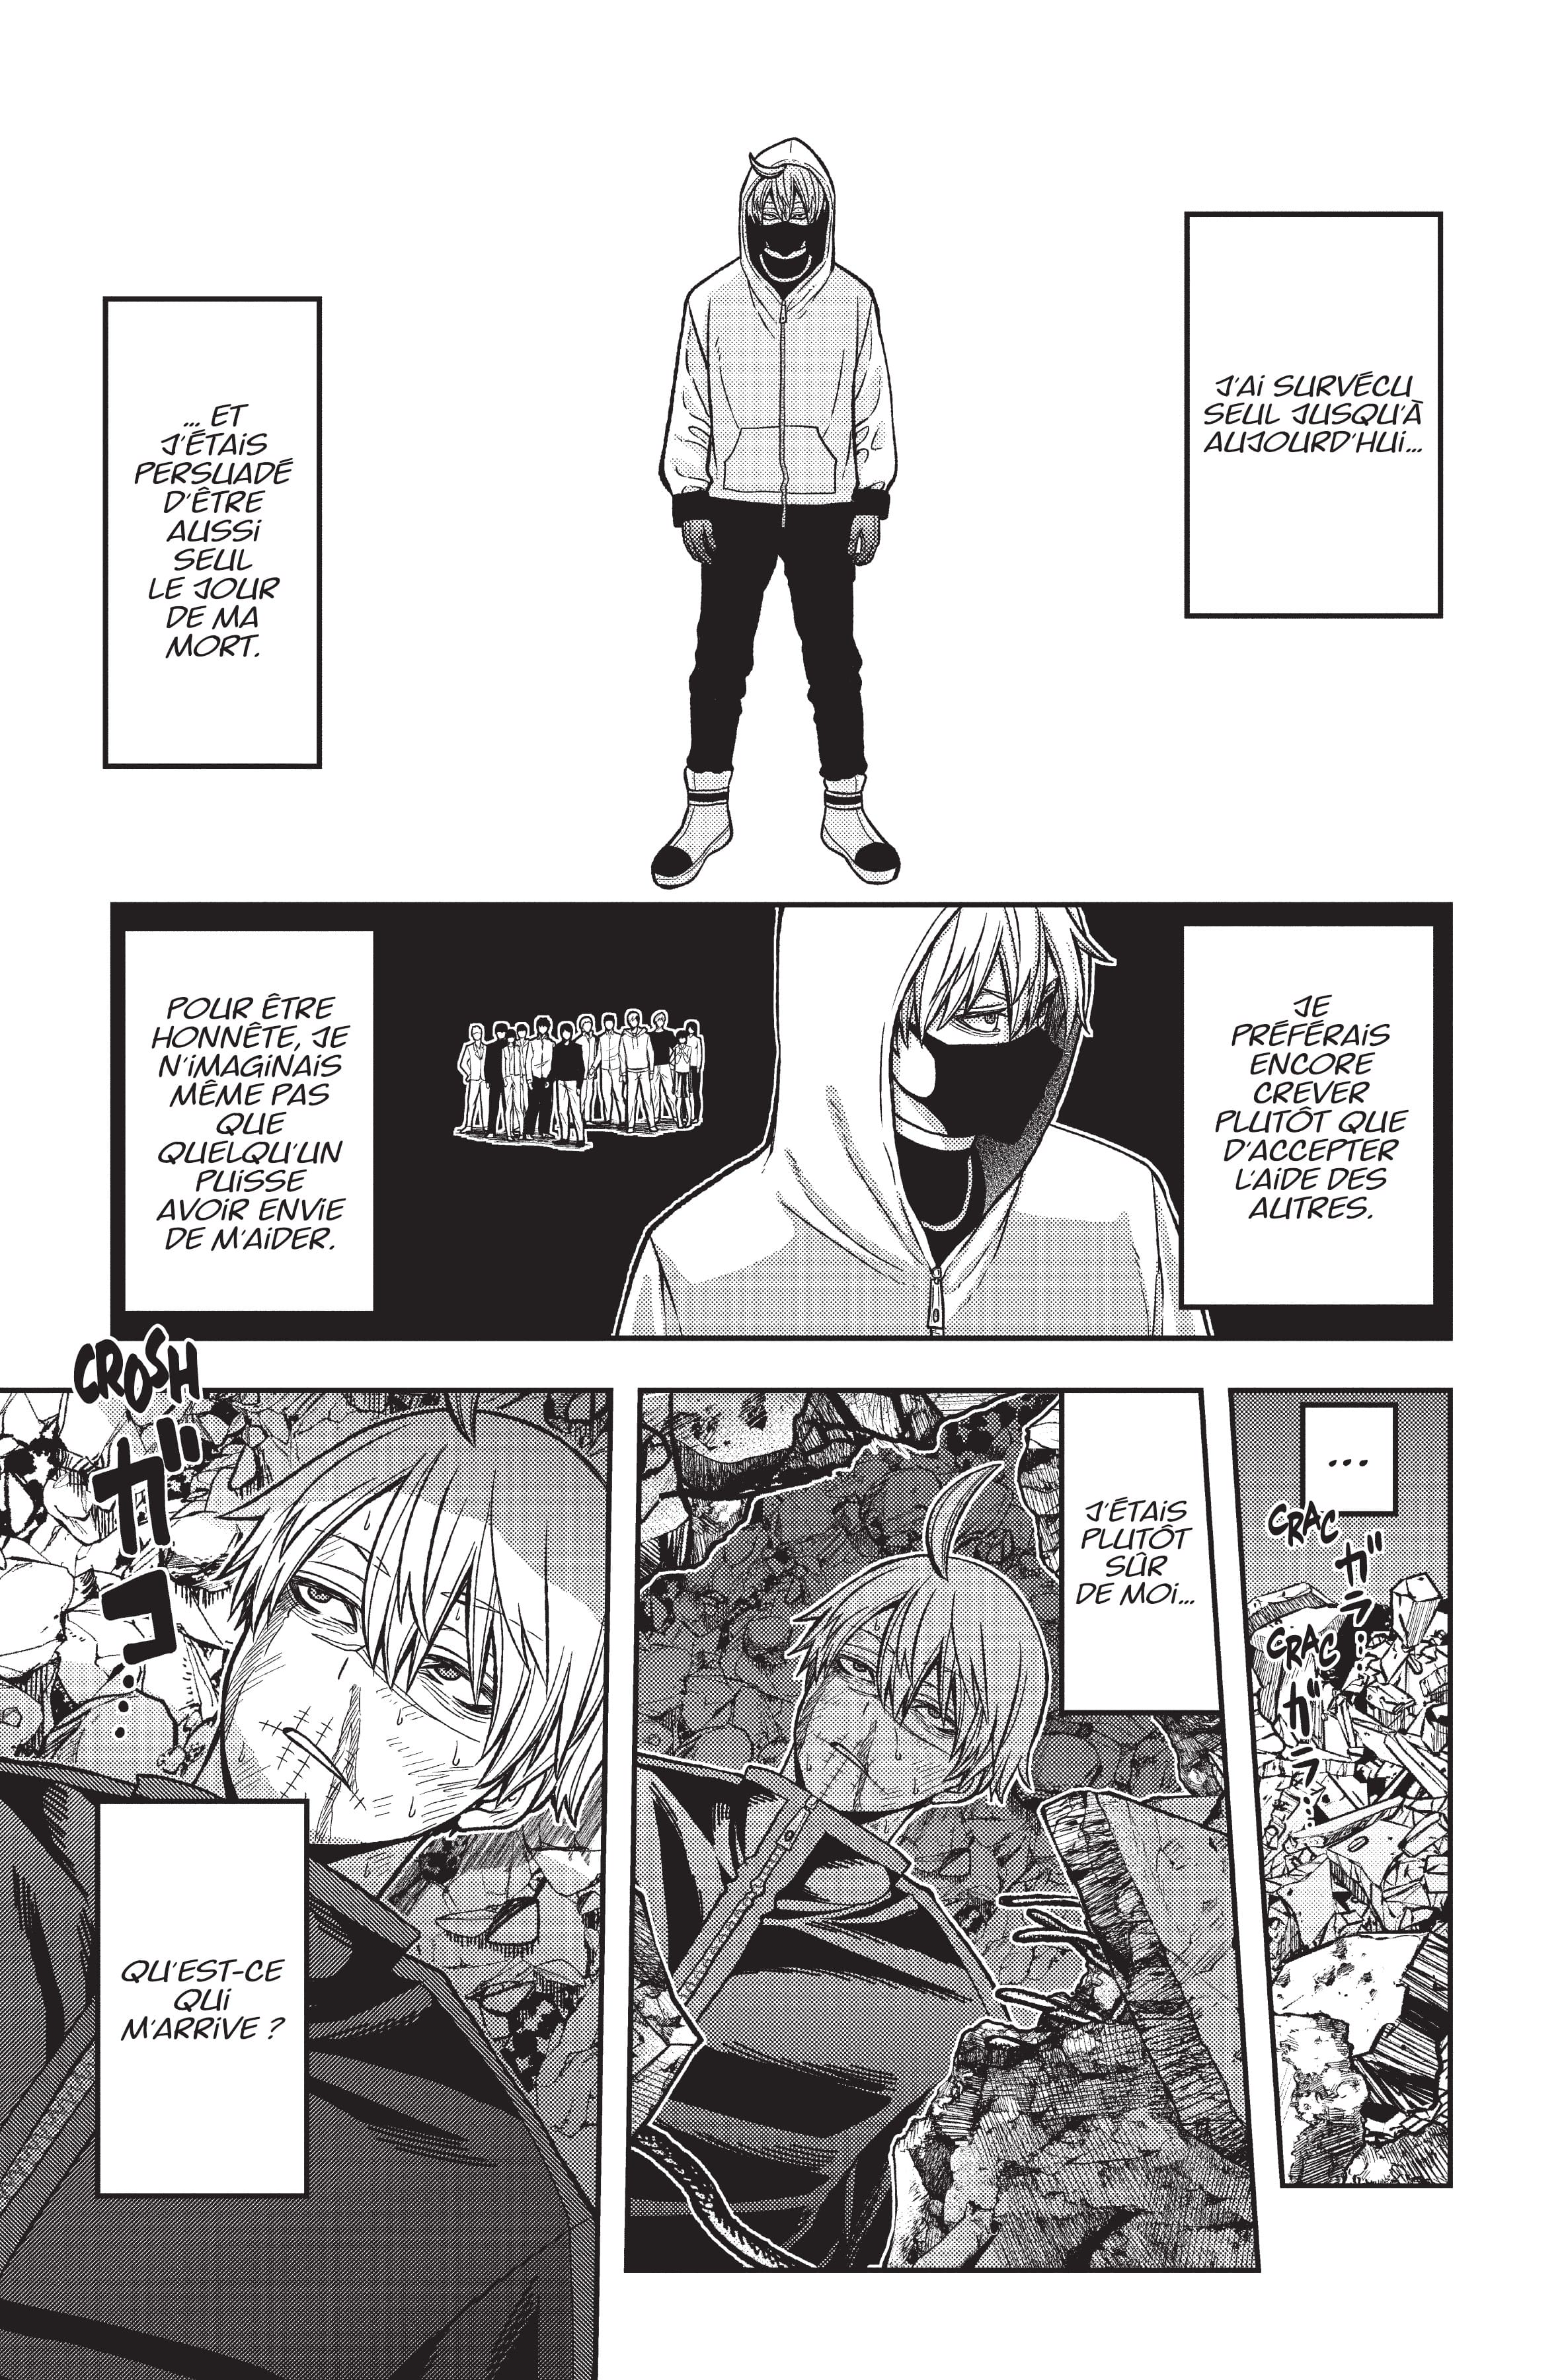 J'AI SURVÉCU
SEUL JUSQU'À
AUJOURD'HUI...
... ET
J'ÉTAIS
PERSUADÉ
D'ÊTRE
AUSSI
SEUL
LE JOUR
DE MA
MORT.
JE
PRÉFÉRAIS
ENCORE
CREVER
PLUTÔT QUE
D'ACCEPTER
L'AIDE DES
AUTRES.
POUR ÊTRE
HONNÊTE, JE
N'IMAGINAIS
MÊME PAS
QUE
QUELQU'UN
PUISSE
AVOIR ENVIE
DE M'AIDER.
...
CRAC
ガラ...
CRAC
ガラ...
J'ÉTAIS
PLUTÔT
SÛR
DE MOI...
CROSH
ガコ...
QU'EST-CE
QUI
M'ARRIVE ?